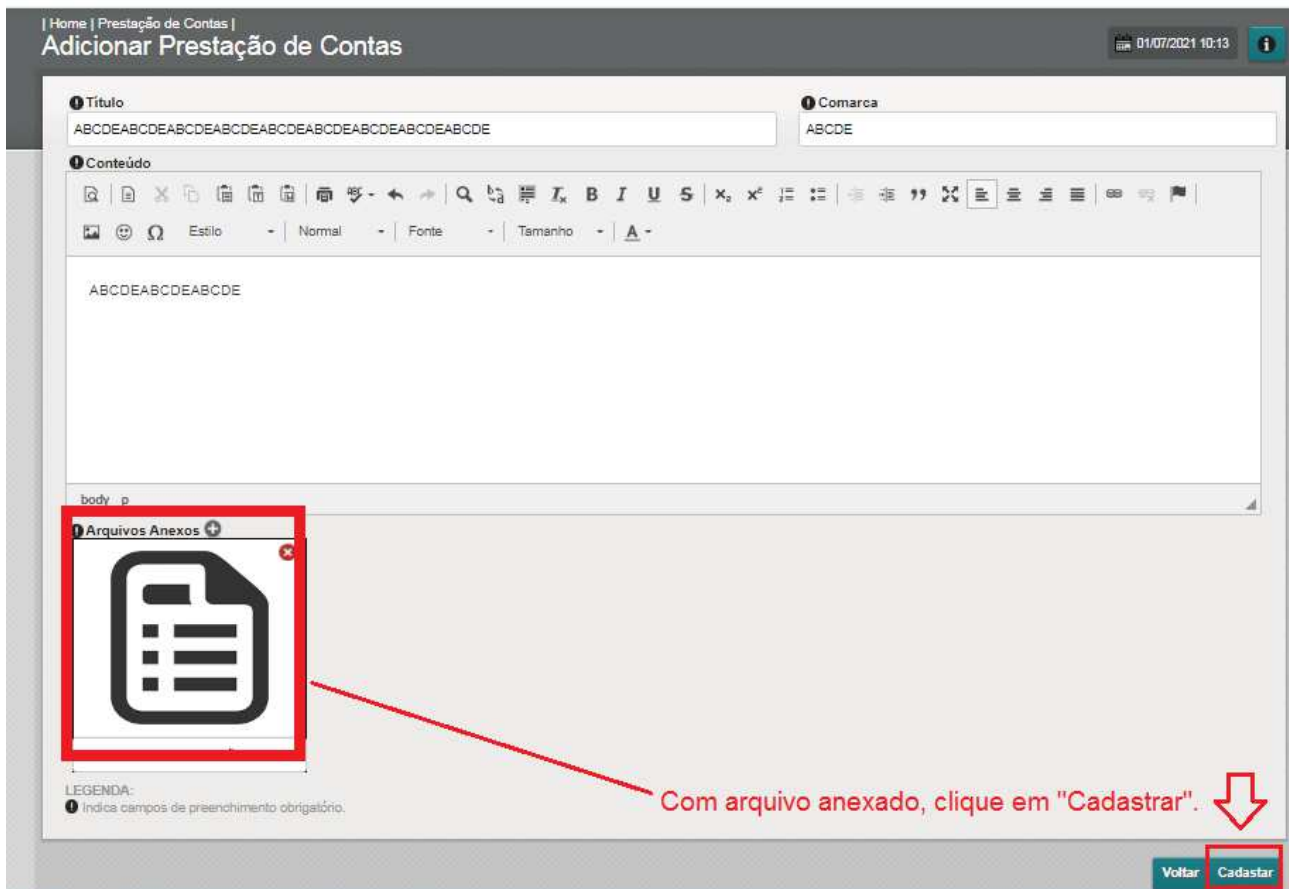 | Home | Prestação de Contas |
Adicionar Prestação de Contas
01/07/2021 10:13
Título
Comarca
ABCDEABCDEABCDEABCDEABCDEABCDEABCDEABCDEABCDE
ABCDE
Conteúdo
Estilo Normal Fonte Tamanho A
ABCDEABCDEABCDE
body p
Arquivos Anexos
LEGENDA:
Indica campos de preenchimento obrigatório.
Com arquivo anexado, clique em "Cadastrar".
Voltar Cadastar